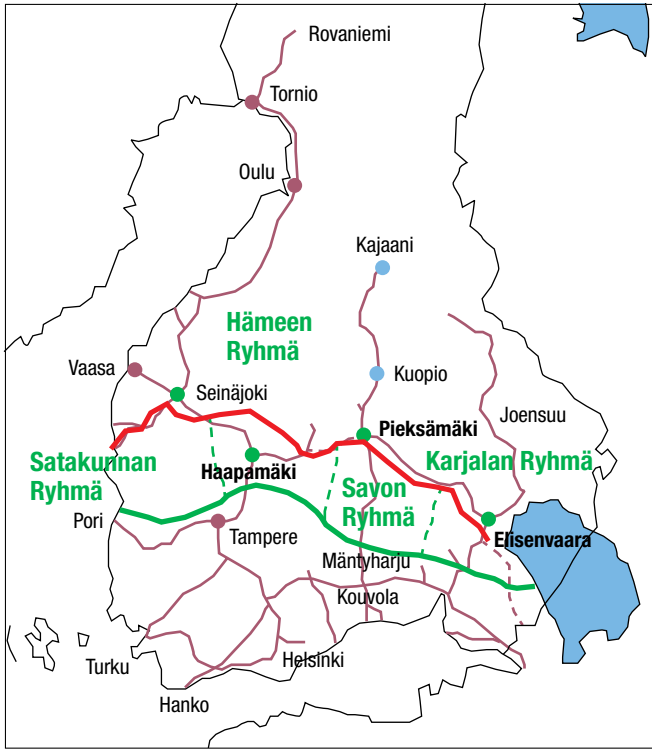 Rovaniemi
Tornio
Oulu
Kajaani
Hämeen
Ryhmä
Vaasa
Seinäjoki
Kuopio
Joensuu
Pieksämäki
Satakunnan
Ryhmä
Haapamäki
Karjalan Ryhmä
Savon
Ryhmä
Pori
Tampere
Elisenvaara
Mäntyharju
Kouvola
Helsinki
Turku
Hanko